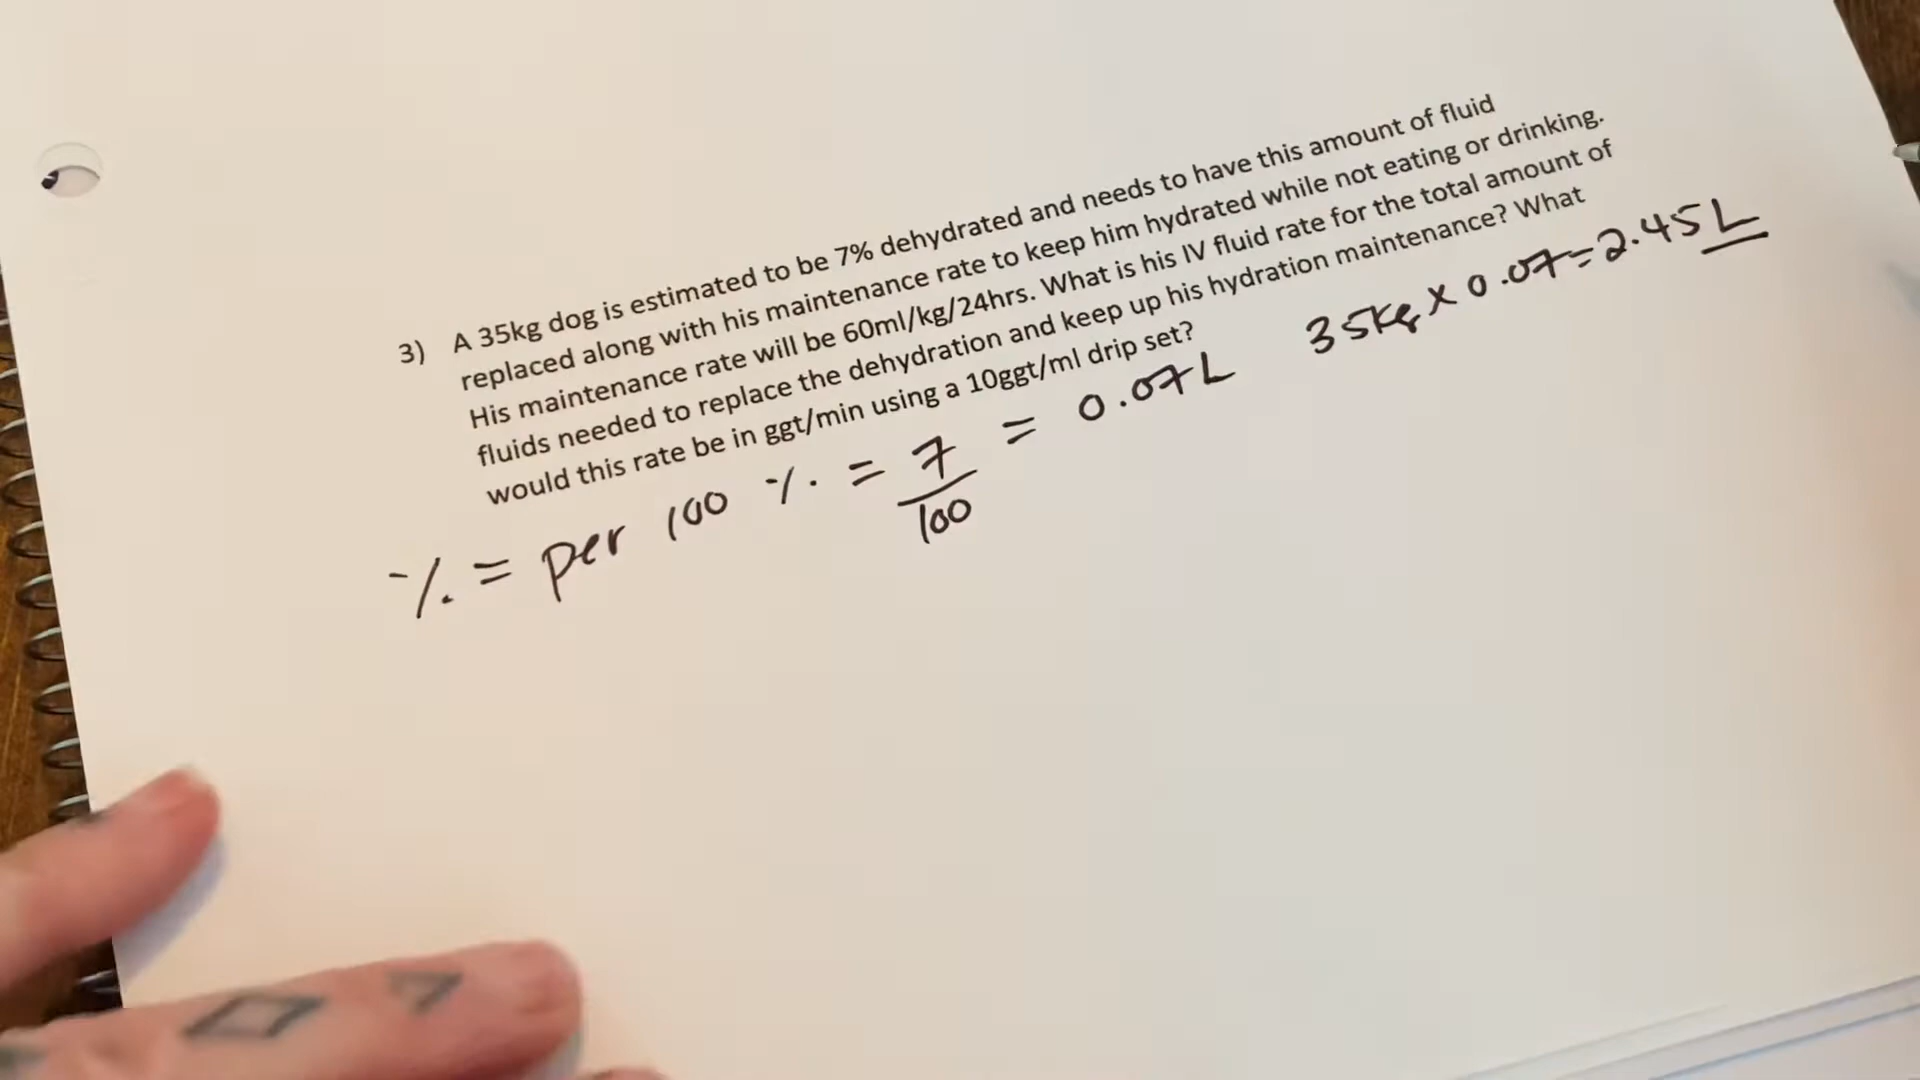 3) A 35kg dog is estimated to be 7% dehydrated and needs to have this amount of fluid
replaced along with his maintenance rate to keep him hydrated while not eating or drinking.
His maintenance rate will be 60ml/kg/24hrs. What is his IV fluid rate for the total amount of
fluids needed to replace the dehydration and keep up his hydration maintenance? What
would this rate be in ggt/min using a 10ggt/ml drip set?
35kg x 0.07=2.45L
% = per 100 % = 7/100 = 0.07L